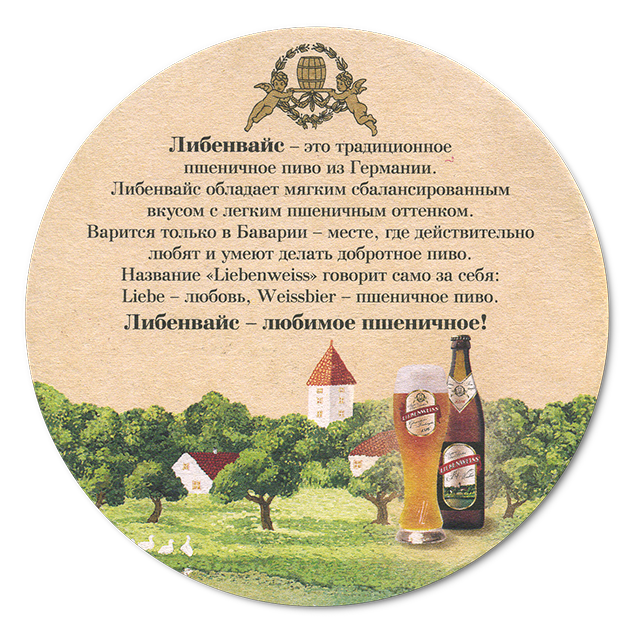 Либенвайс – это традиционное
пшеничное пиво из Германии.
Либенвайс обладает мягким сбалансированным
вкусом с легким пшеничным оттенком.
Варится только в Баварии – месте, где действительно
любят и умеют делать добротное пиво.
Название «Liebenweiss» говорит само за себя:
Liebe – любовь, Weissbier – пшеничное пиво.
Либенвайс – любимое пшеничное!
LIEBENWEISS
LIEBENWEISS